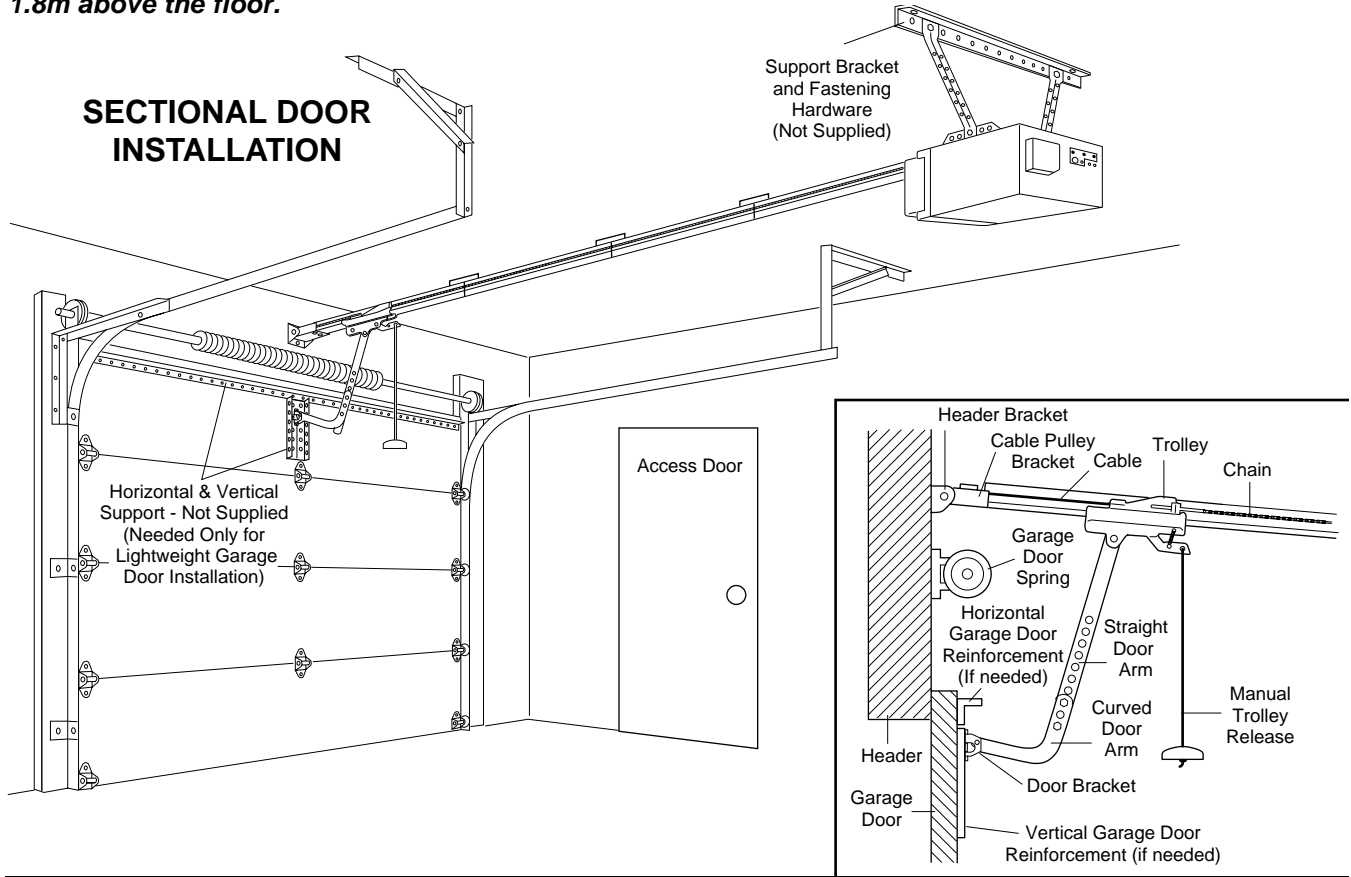 1.8m above the floor.
SECTIONAL DOOR
INSTALLATION
Support Bracket
and Fastening
Hardware
(Not Supplied)
Horizontal & Vertical
Support - Not Supplied
(Needed Only for
Lightweight Garage
Door Installation)
Access Door
Header Bracket
Cable Pulley
Bracket
Cable
Trolley
Chain
Garage
Door
Spring
Horizontal
Garage Door
Reinforcement
(If needed)
Straight
Door
Arm
Curved
Door
Arm
Manual
Trolley
Release
Header
Door Bracket
Garage
Door
Vertical Garage Door
Reinforcement (if needed)